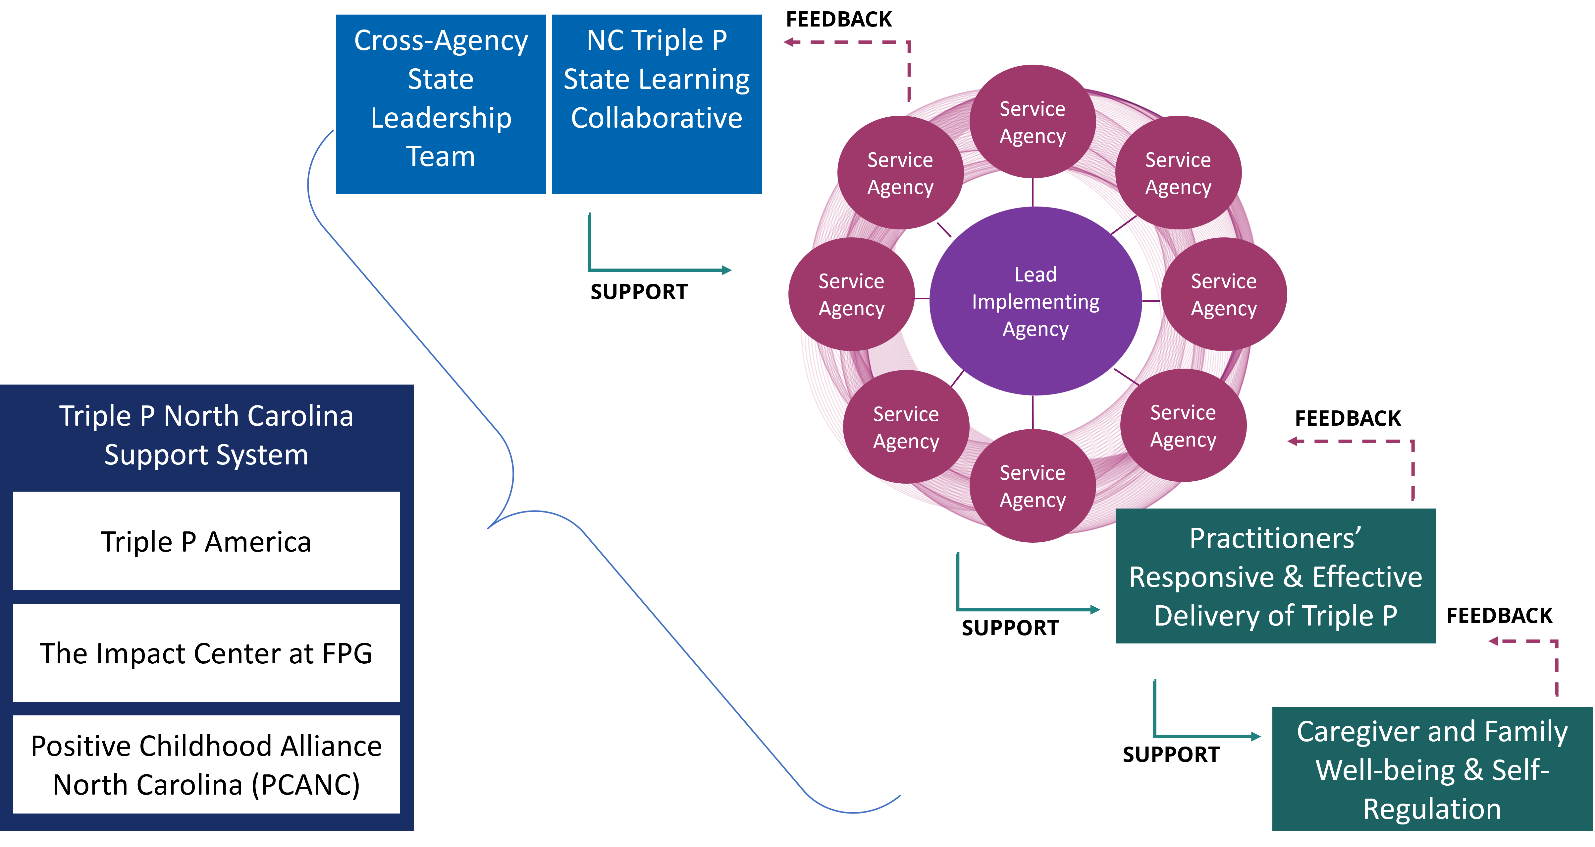 Cross-Agency
State
Leadership
Team
NC Triple P
State Learning
Collaborative
FEEDBACK
SUPPORT
Service
Agency
Service
Agency
Service
Agency
Service
Agency
Lead
Implementing
Agency
Service
Agency
Service
Agency
Service
Agency
Service
Agency
Triple P North Carolina
Support System
Triple P America
The Impact Center at FPG
Positive Childhood Alliance
North Carolina (PCANC)
FEEDBACK
SUPPORT
Practitioners’
Responsive & Effective
Delivery of Triple P
FEEDBACK
SUPPORT
Caregiver and Family
Well-being & Self-
Regulation